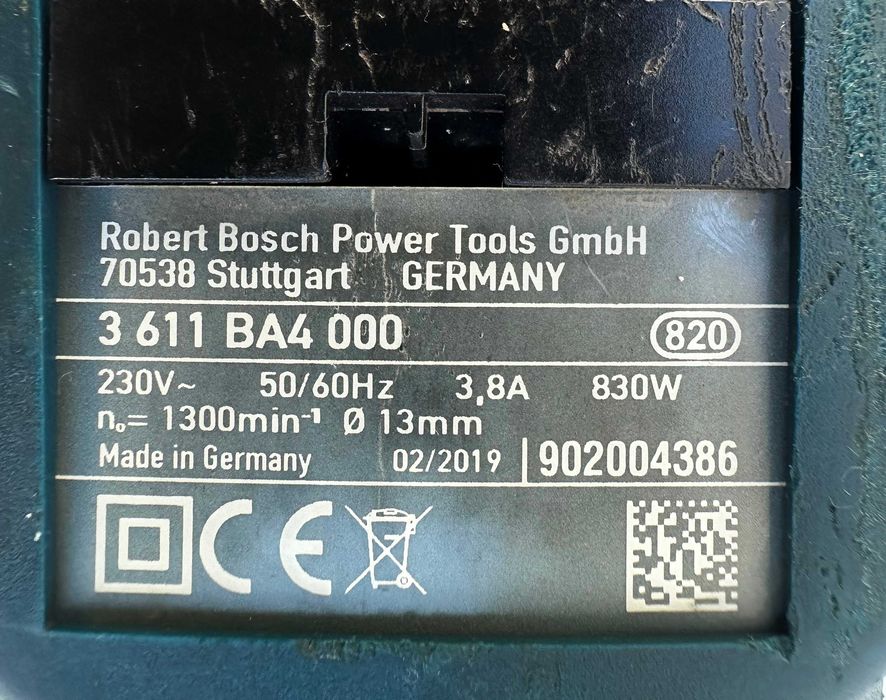 Robert Bosch Power Tools GmbH
70538 Stuttgart GERMANY
3 611 BA4 000 820
230V~ 50/60Hz 3,8A 830W
n₀= 1300min⁻¹ Ø 13mm
Made in Germany 02/2019 902004386
CE